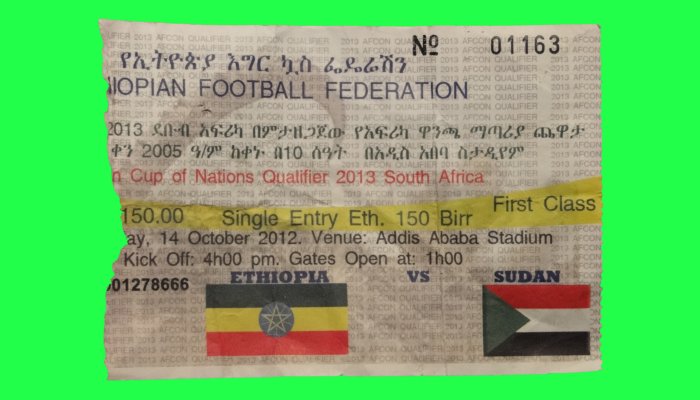 № 01163
የኢትዮጵያ እግር ኳስ ፌዴሬሽን
HIOPIAN FOOTBALL FEDERATION
2013 ደቡብ አፍሪካ በምታዘጋጀው የአፍሪካ ዋንጫ ማጣሪያ ጨዋታ
ቀን 2005 ዓ/ም ከቀኑ በ10 ሰዓት በአዲስ አበባ ስታዲየም
n Cup of Nations Qualifier 2013 South Africa
150.00 Single Entry Eth. 150 Birr First Class
ay, 14 October 2012. Venue: Addis Ababa Stadium
Kick Off: 4h00 pm. Gates Open at: 1h00
001278666
ETHIOPIA VS SUDAN